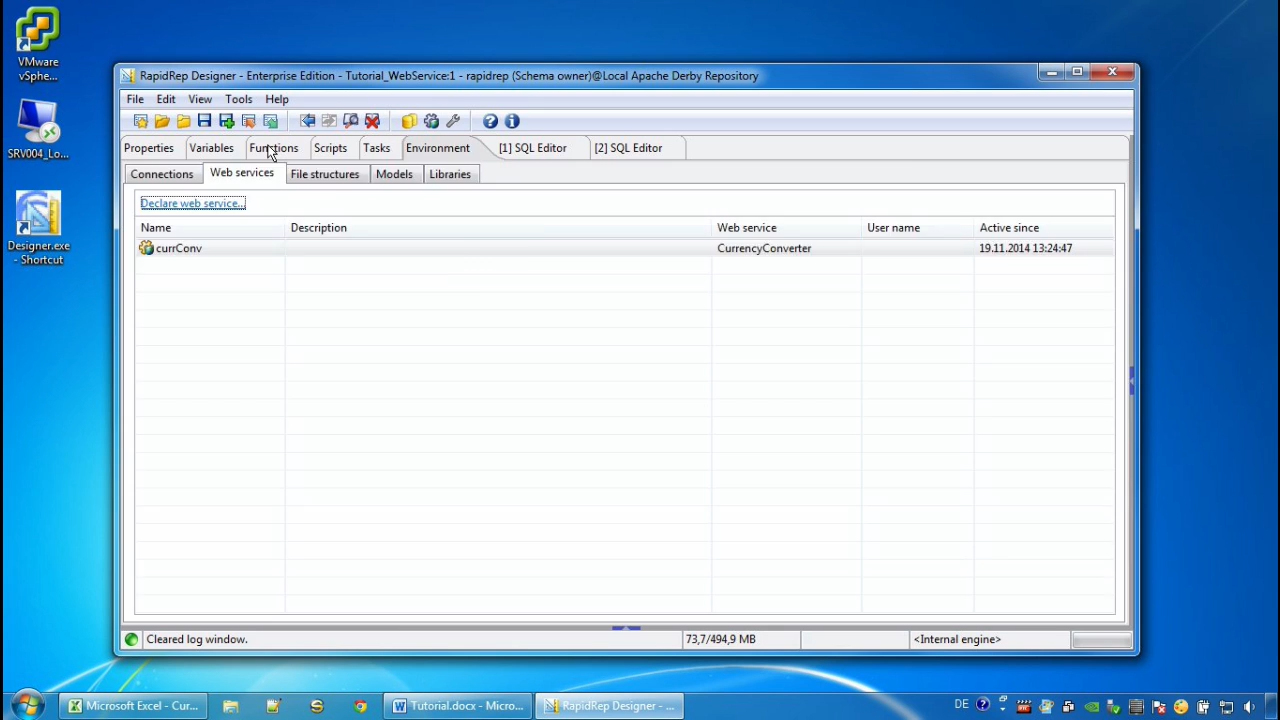 VMware
vSphe...
SRV004_Lo...
Designer.exe
- Shortcut
RapidRep Designer - Enterprise Edition - Tutorial_WebService:1 - rapidrep (Schema owner)@Local Apache Derby Repository
File Edit View Tools Help
Properties Variables Functions Scripts Tasks Environment [1] SQL Editor [2] SQL Editor
Connections Web services File structures Models Libraries
Declare web service...
Name Description Web service User name Active since
currConv CurrencyConverter 19.11.2014 13:24:47
Cleared log window. 73,7/494,9 MB <Internal engine>
Microsoft Excel - Cur... Tutorial.docx - Micro... RapidRep Designer - ... DE